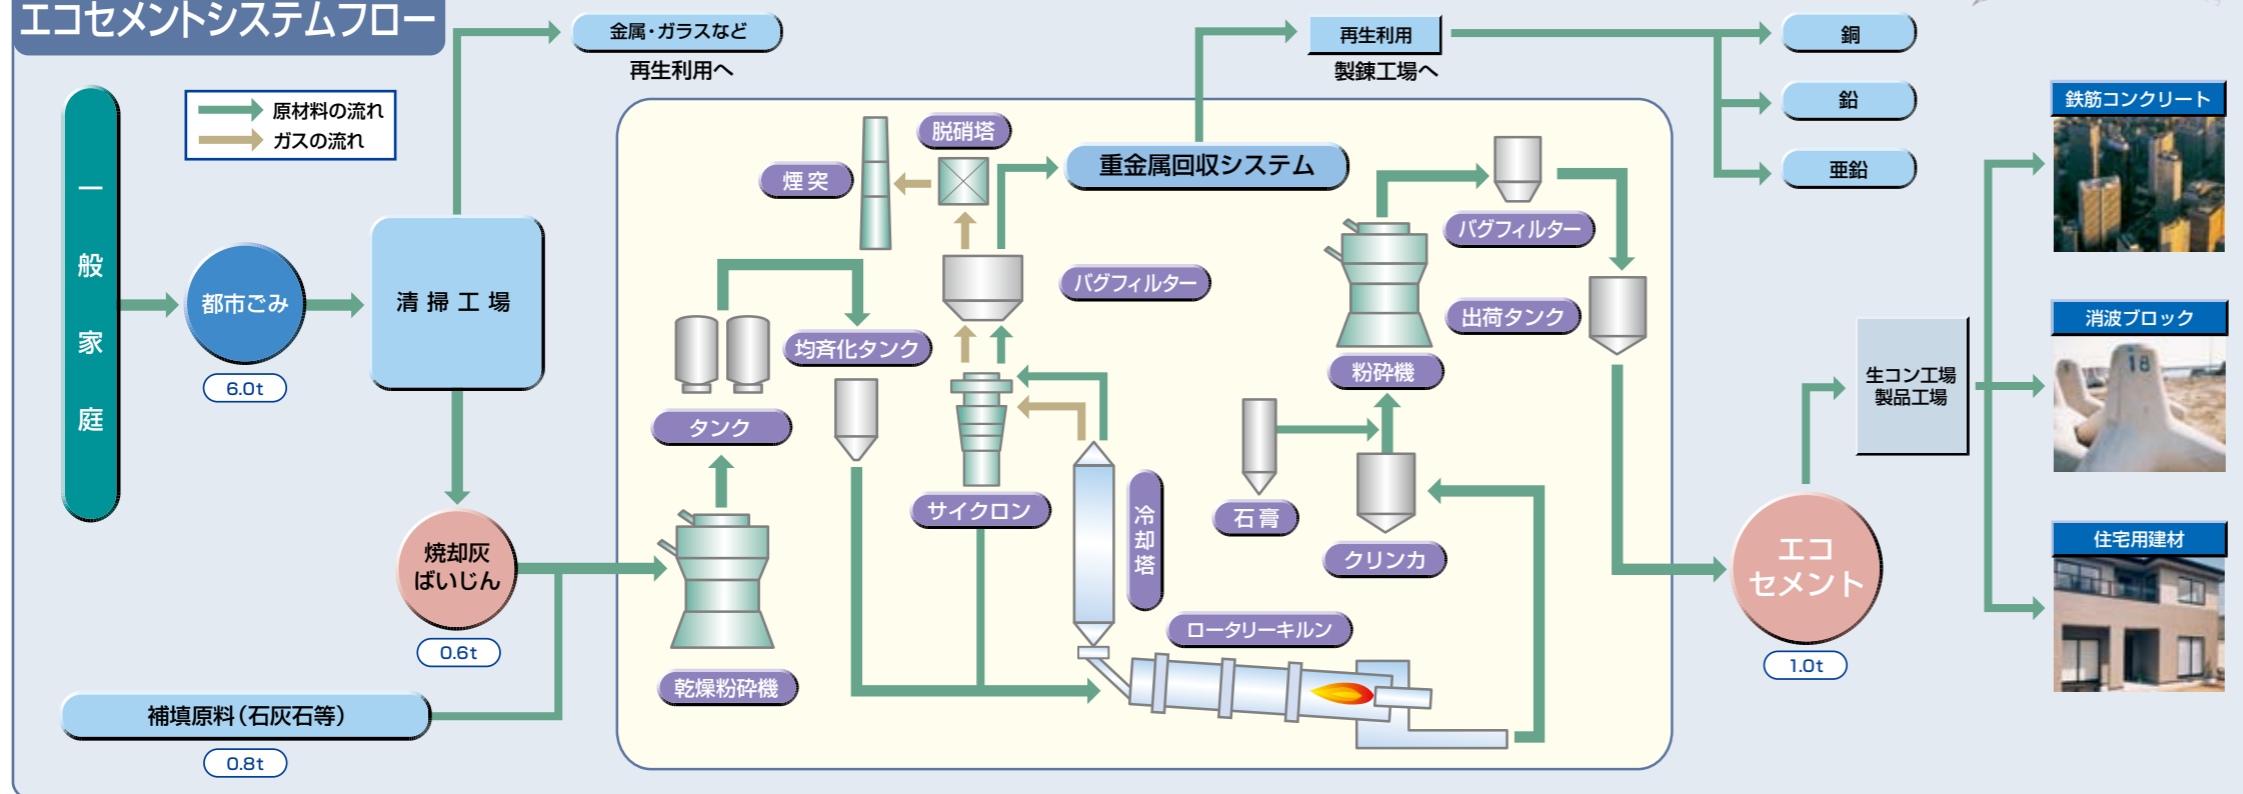 エコセメントシステムフロー
原材料の流れ
ガスの流れ
一般家庭
都市ごみ
6.0t
清掃工場
金属・ガラスなど
再生利用へ
焼却灰
ばいじん
0.6t
補填原料(石灰石等)
0.8t
乾燥粉砕機
タンク
均斉化タンク
煙突
脱硝塔
バグフィルター
サイクロン
冷却塔
ロータリーキルン
重金属回収システム
再生利用
製錬工場へ
銅
鉛
亜鉛
石膏
クリンカ
粉砕機
バグフィルター
出荷タンク
エコ
セメント
1.0t
生コン工場
製品工場
鉄筋コンクリート
消波ブロック
18
住宅用建材